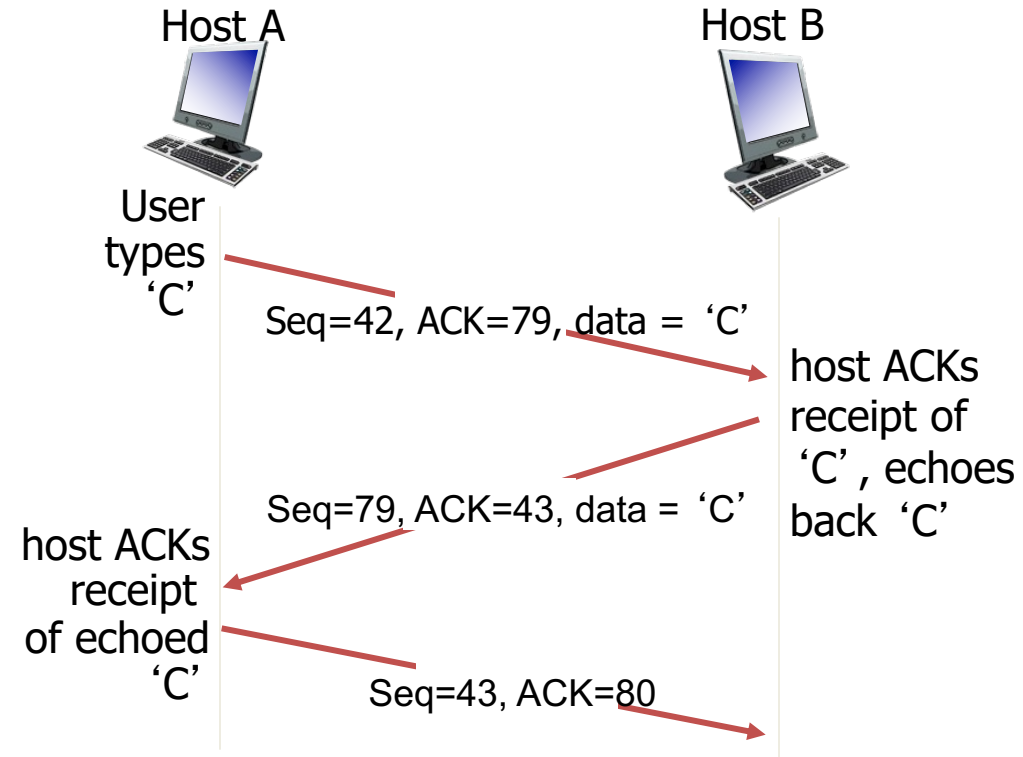 Host A
Host B
User
types
‘C’
Seq=42, ACK=79, data = ‘C’
host ACKs
receipt of
‘C’, echoes
back ‘C’
Seq=79, ACK=43, data = ‘C’
host ACKs
receipt
of echoed
‘C’
Seq=43, ACK=80